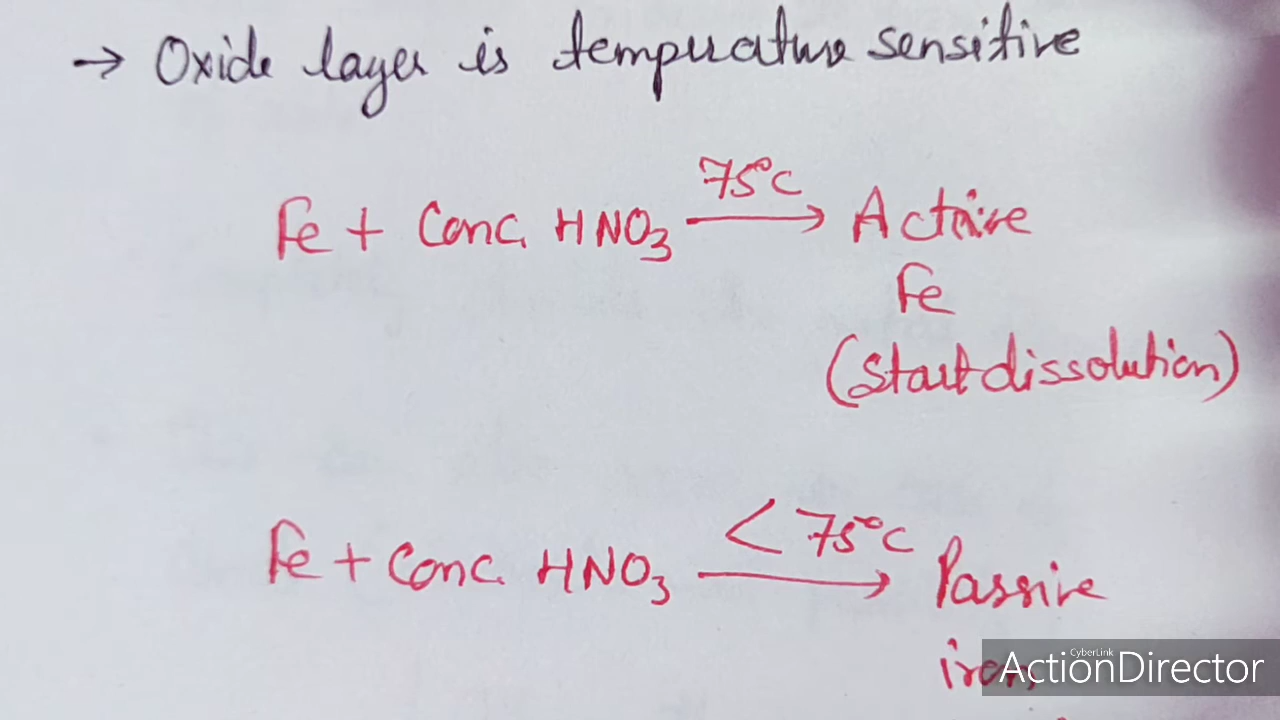 → Oxide layer is temperature sensitive
75°C
Fe + Conc. HNO3 → Active
Fe
(Start dissolution)
< 75°C
Fe + Conc. HNO3 → Passive
iron
CyberLink
ActionDirector